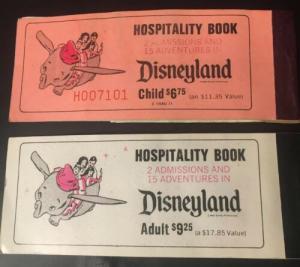 HOSPITALITY BOOK
2 ADMISSIONS AND
15 ADVENTURES IN
Disneyland
H007101
Child $6.75 (an $11.35 Value)
HOSPITALITY BOOK
2 ADMISSIONS AND
15 ADVENTURES IN
Disneyland
Adult $9.25 (a $17.85 Value)